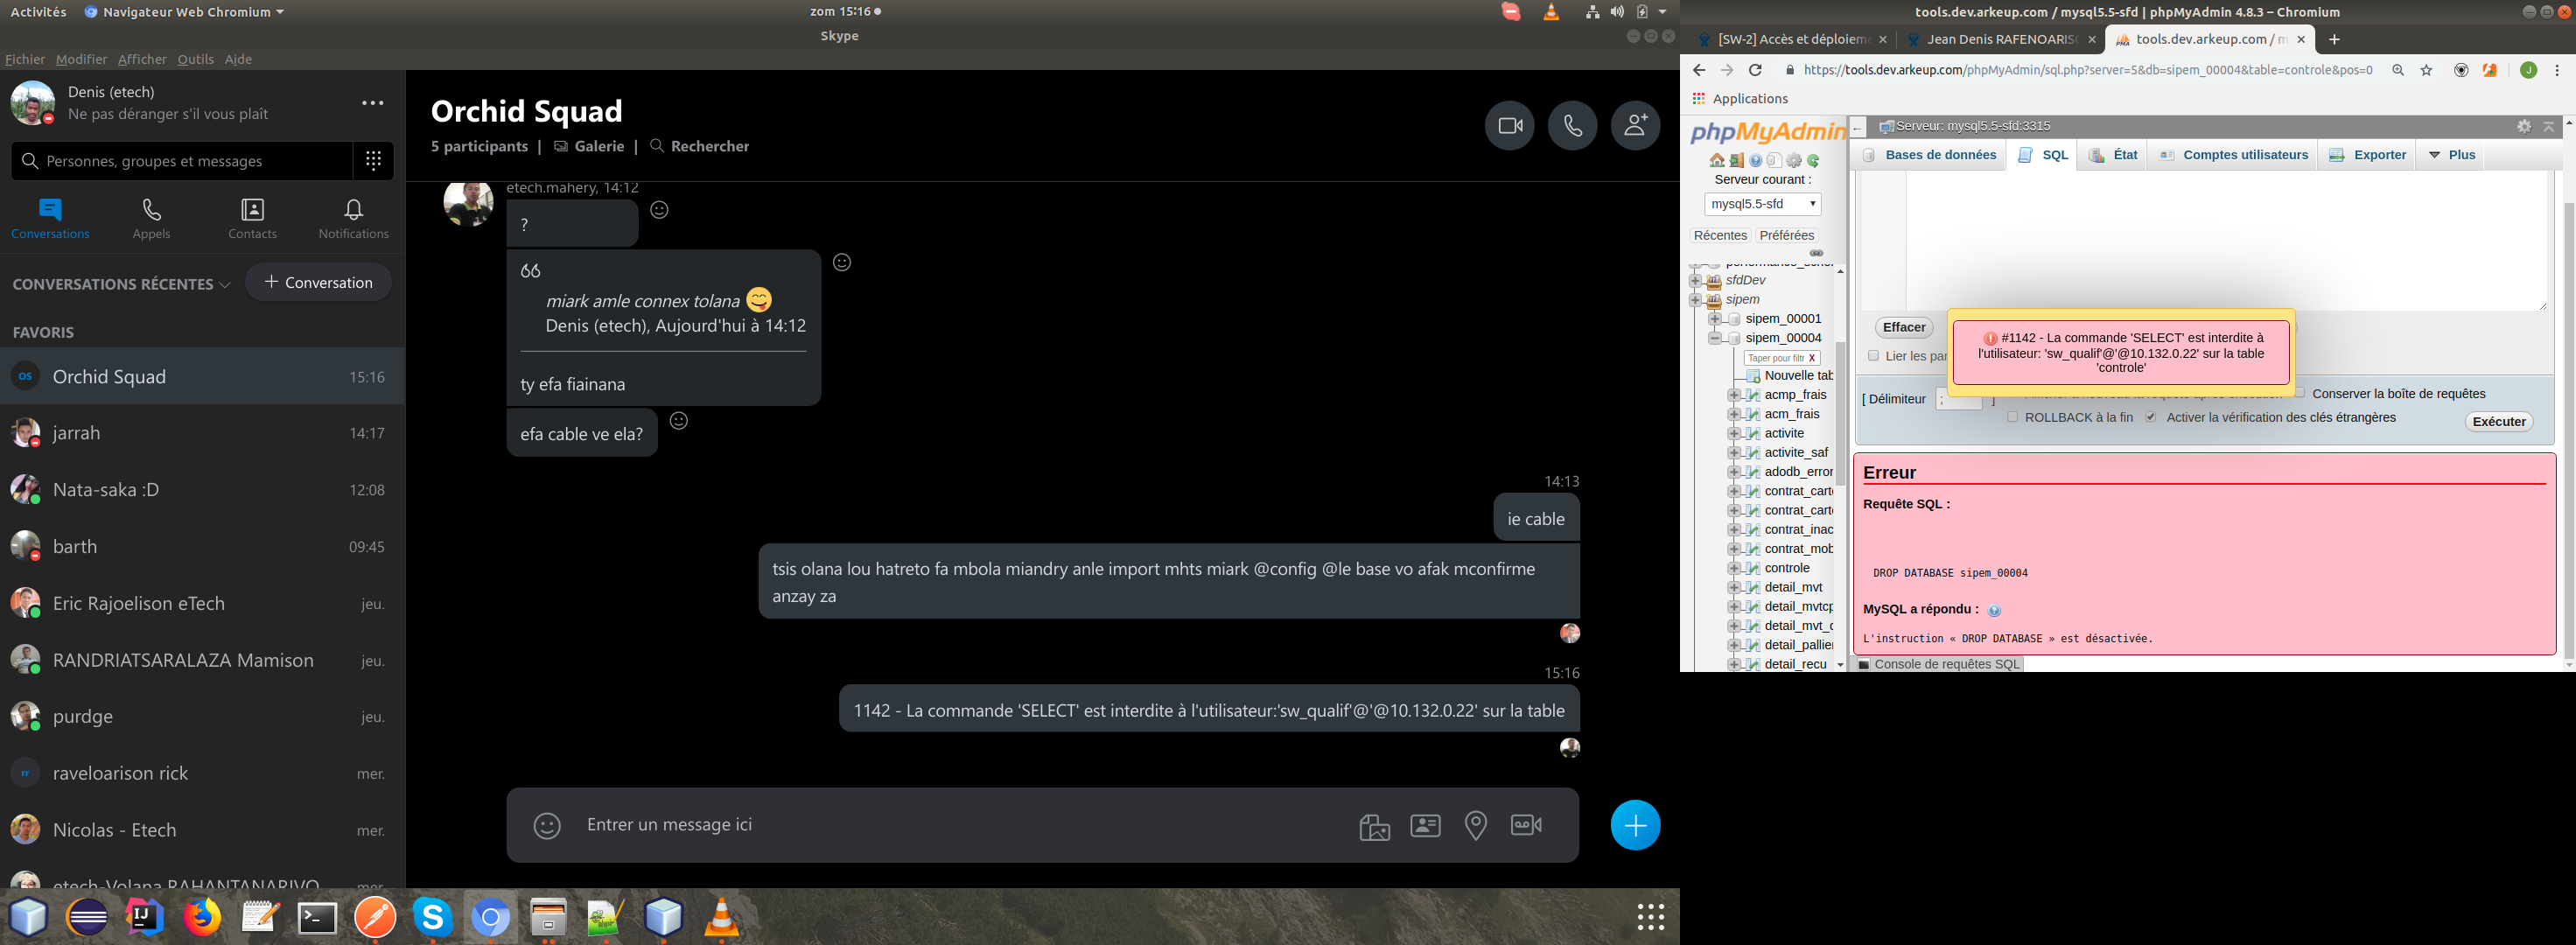 Activités
Navigateur Web Chromium
zom 15:16
Skype
Fichier Modifier Afficher Outils Aide
Denis (etech)
Ne pas déranger s'il vous plaît
Personnes, groupes et messages
Conversations Appels Contacts Notifications
CONVERSATIONS RÉCENTES
+ Conversation
FAVORIS
OS Orchid Squad 15:16
jarrah 14:17
Nata-saka :D 12:08
barth 09:45
Eric Rajoelison eTech jeu.
RANDRIATSARALAZA Mamison jeu.
purdge jeu.
rr raveloarison rick mer.
Nicolas - Etech mer.
etech-Volana RAHANTANARIVO mer.
Orchid Squad
5 participants | Galerie | Rechercher
etech.mahery, 14:12
?
miark amle connex tolana
Denis (etech), Aujourd'hui à 14:12
ty efa fiainana
efa cable ve ela?
14:13
ie cable
tsis olana lou hatreto fa mbola miandry anle import mhts miark @config @le base vo afak mconfirme
anzay za
15:16
1142 - La commande 'SELECT' est interdite à l'utilisateur:'sw_qualif'@'@10.132.0.22' sur la table
Entrer un message ici
tools.dev.arkeup.com / mysql5.5-sfd | phpMyAdmin 4.8.3 – Chromium
[SW-2] Accès et déploiem
Jean Denis RAFENOARISO
tools.dev.arkeup.com / m
https://tools.dev.arkeup.com/phpMyAdmin/sql.php?server=5&db=sipem_00004&table=controle&pos=0
J
Applications
phpMyAdmin
Serveur courant :
mysql5.5-sfd
Récentes Préférées
performance_schem
sfdDev
sipem
sipem_00001
sipem_00004
Taper pour filtr X
Nouvelle tab
acmp_frais
acm_frais
activite
activite_saf
adodb_error
contrat_carte
contrat_carte
contrat_inac
contrat_mob
controle
detail_mvt
detail_mvtcp
detail_mvt_c
detail_pallier
detail_recu
Serveur: mysql5.5-sfd:3315
Bases de données SQL État Comptes utilisateurs Exporter Plus
Effacer
Lier les par
#1142 - La commande 'SELECT' est interdite à
l'utilisateur: 'sw_qualif'@'@10.132.0.22' sur la table
'controle'
[ Délimiteur ; ]
Conserver la boîte de requêtes
ROLLBACK à la fin
Activer la vérification des clés étrangères
Exécuter
Erreur
Requête SQL :
DROP DATABASE sipem_00004
MySQL a répondu :
L'instruction « DROP DATABASE » est désactivée.
Console de requêtes SQL